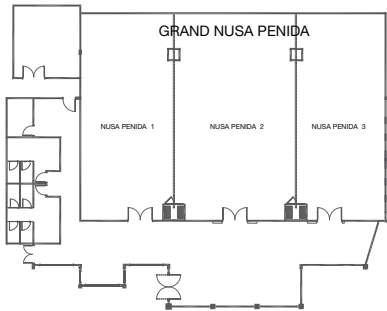 GRAND NUSA PENIDA
NUSA PENIDA 1
NUSA PENIDA 2
NUSA PENIDA 3